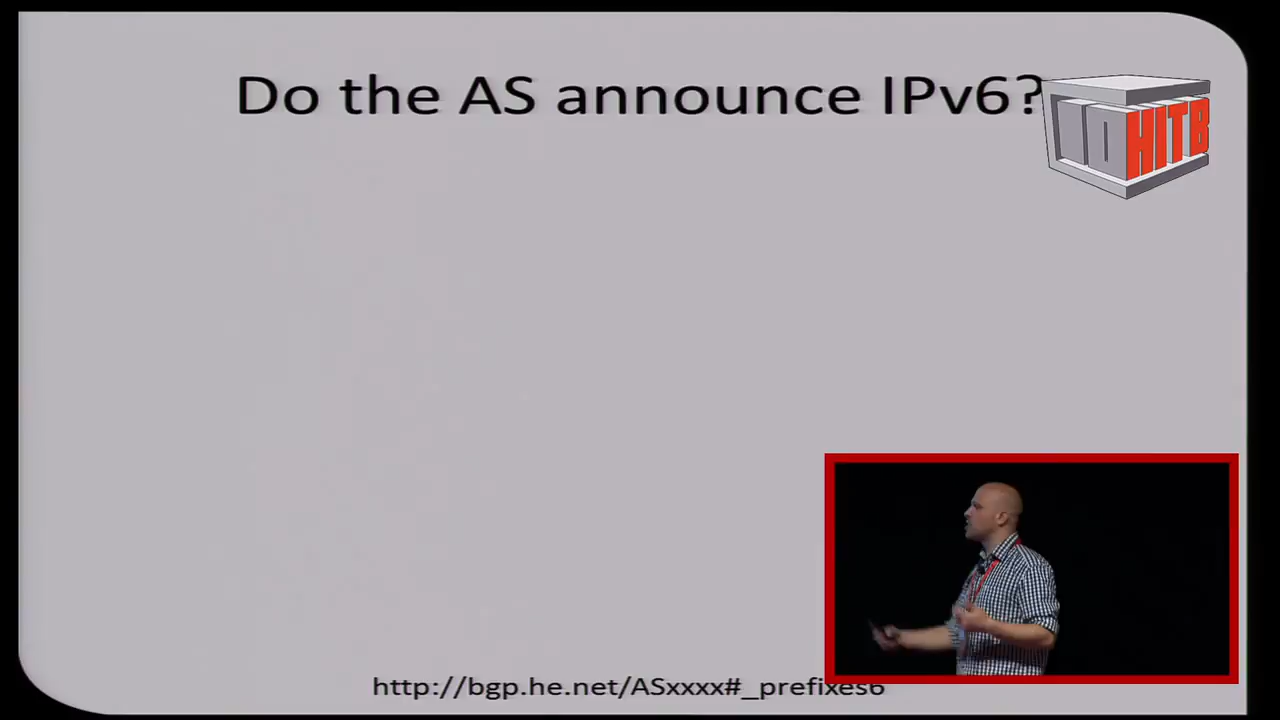 Do the AS announce IPv6?
HITB
http://bgp.he.net/ASxxxx#_prefixes6